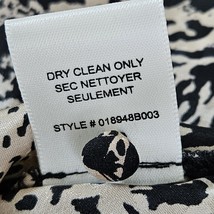 DRY CLEAN ONLY
SEC NETTOYER
SEULEMENT
STYLE # 018948B003